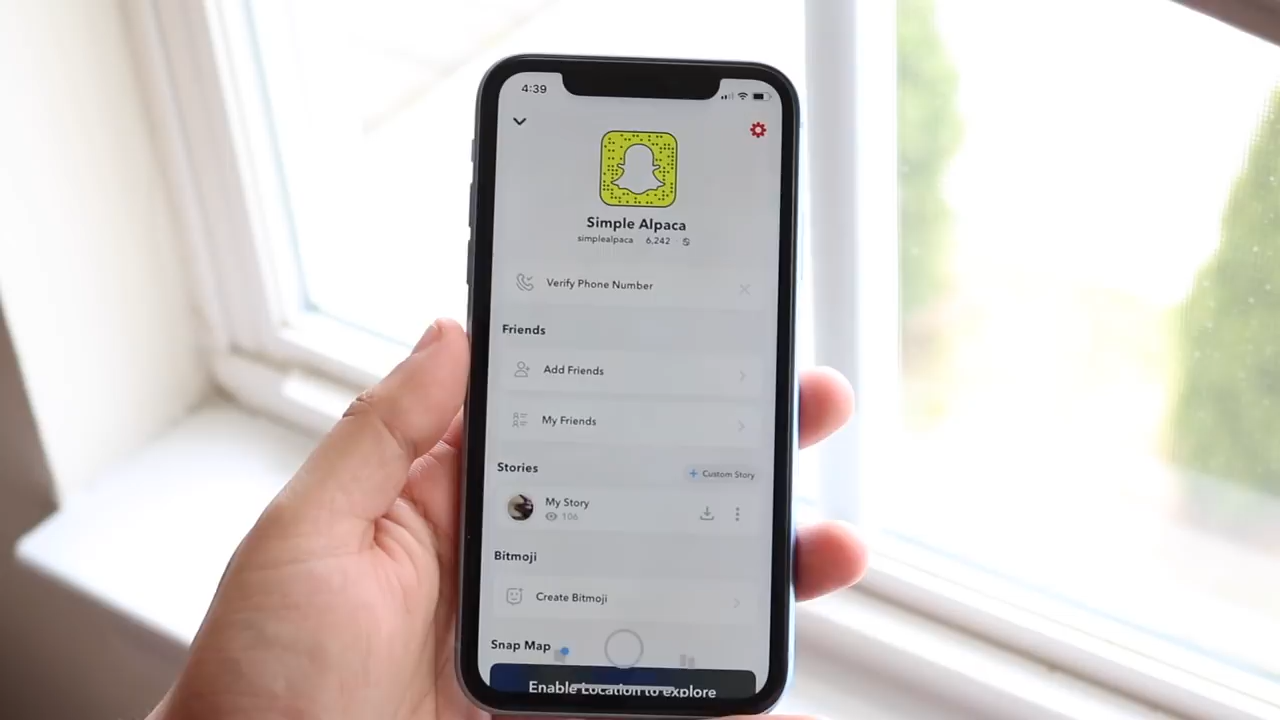 4:39
Simple Alpaca
simplealpaca 6,242
Verify Phone Number
Friends
Add Friends
My Friends
Stories
+ Custom Story
My Story
106
Bitmoji
Create Bitmoji
Snap Map
Enable Location to explore